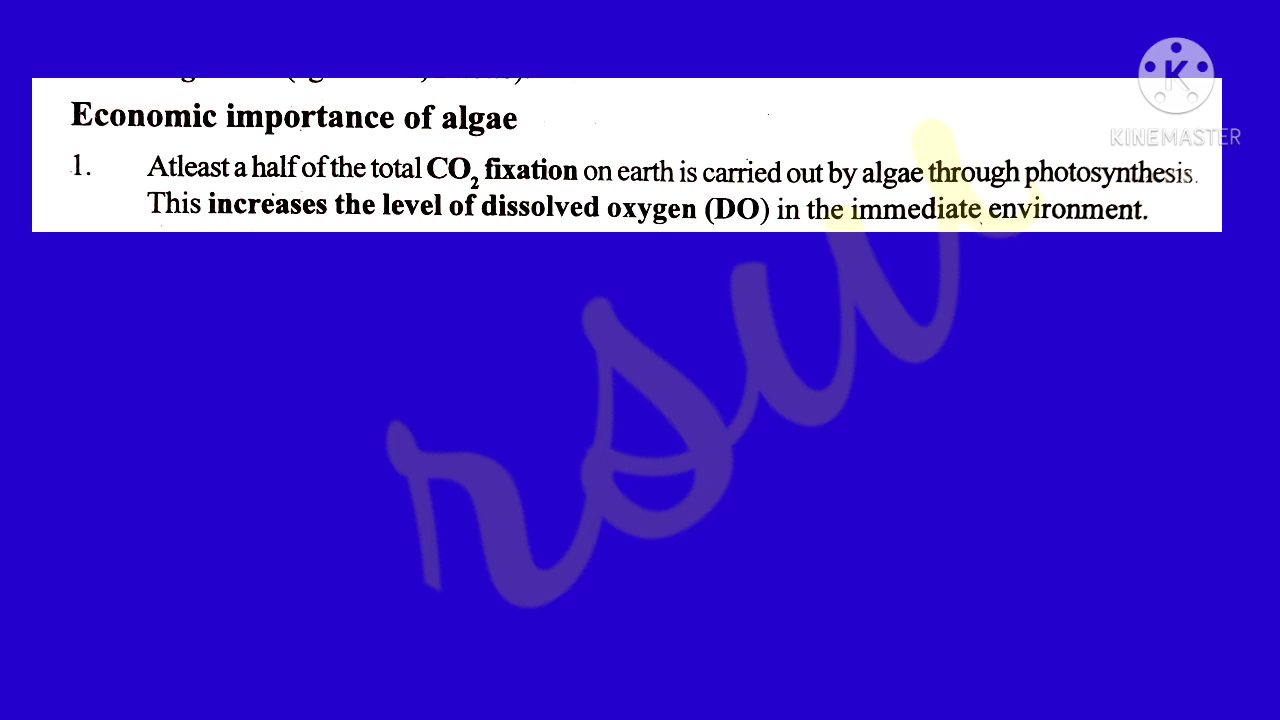 Economic importance of algae
1. Atleast a half of the total CO₂ fixation on earth is carried out by algae through photosynthesis.
This increases the level of dissolved oxygen (DO) in the immediate environment.
K
KINEMASTER